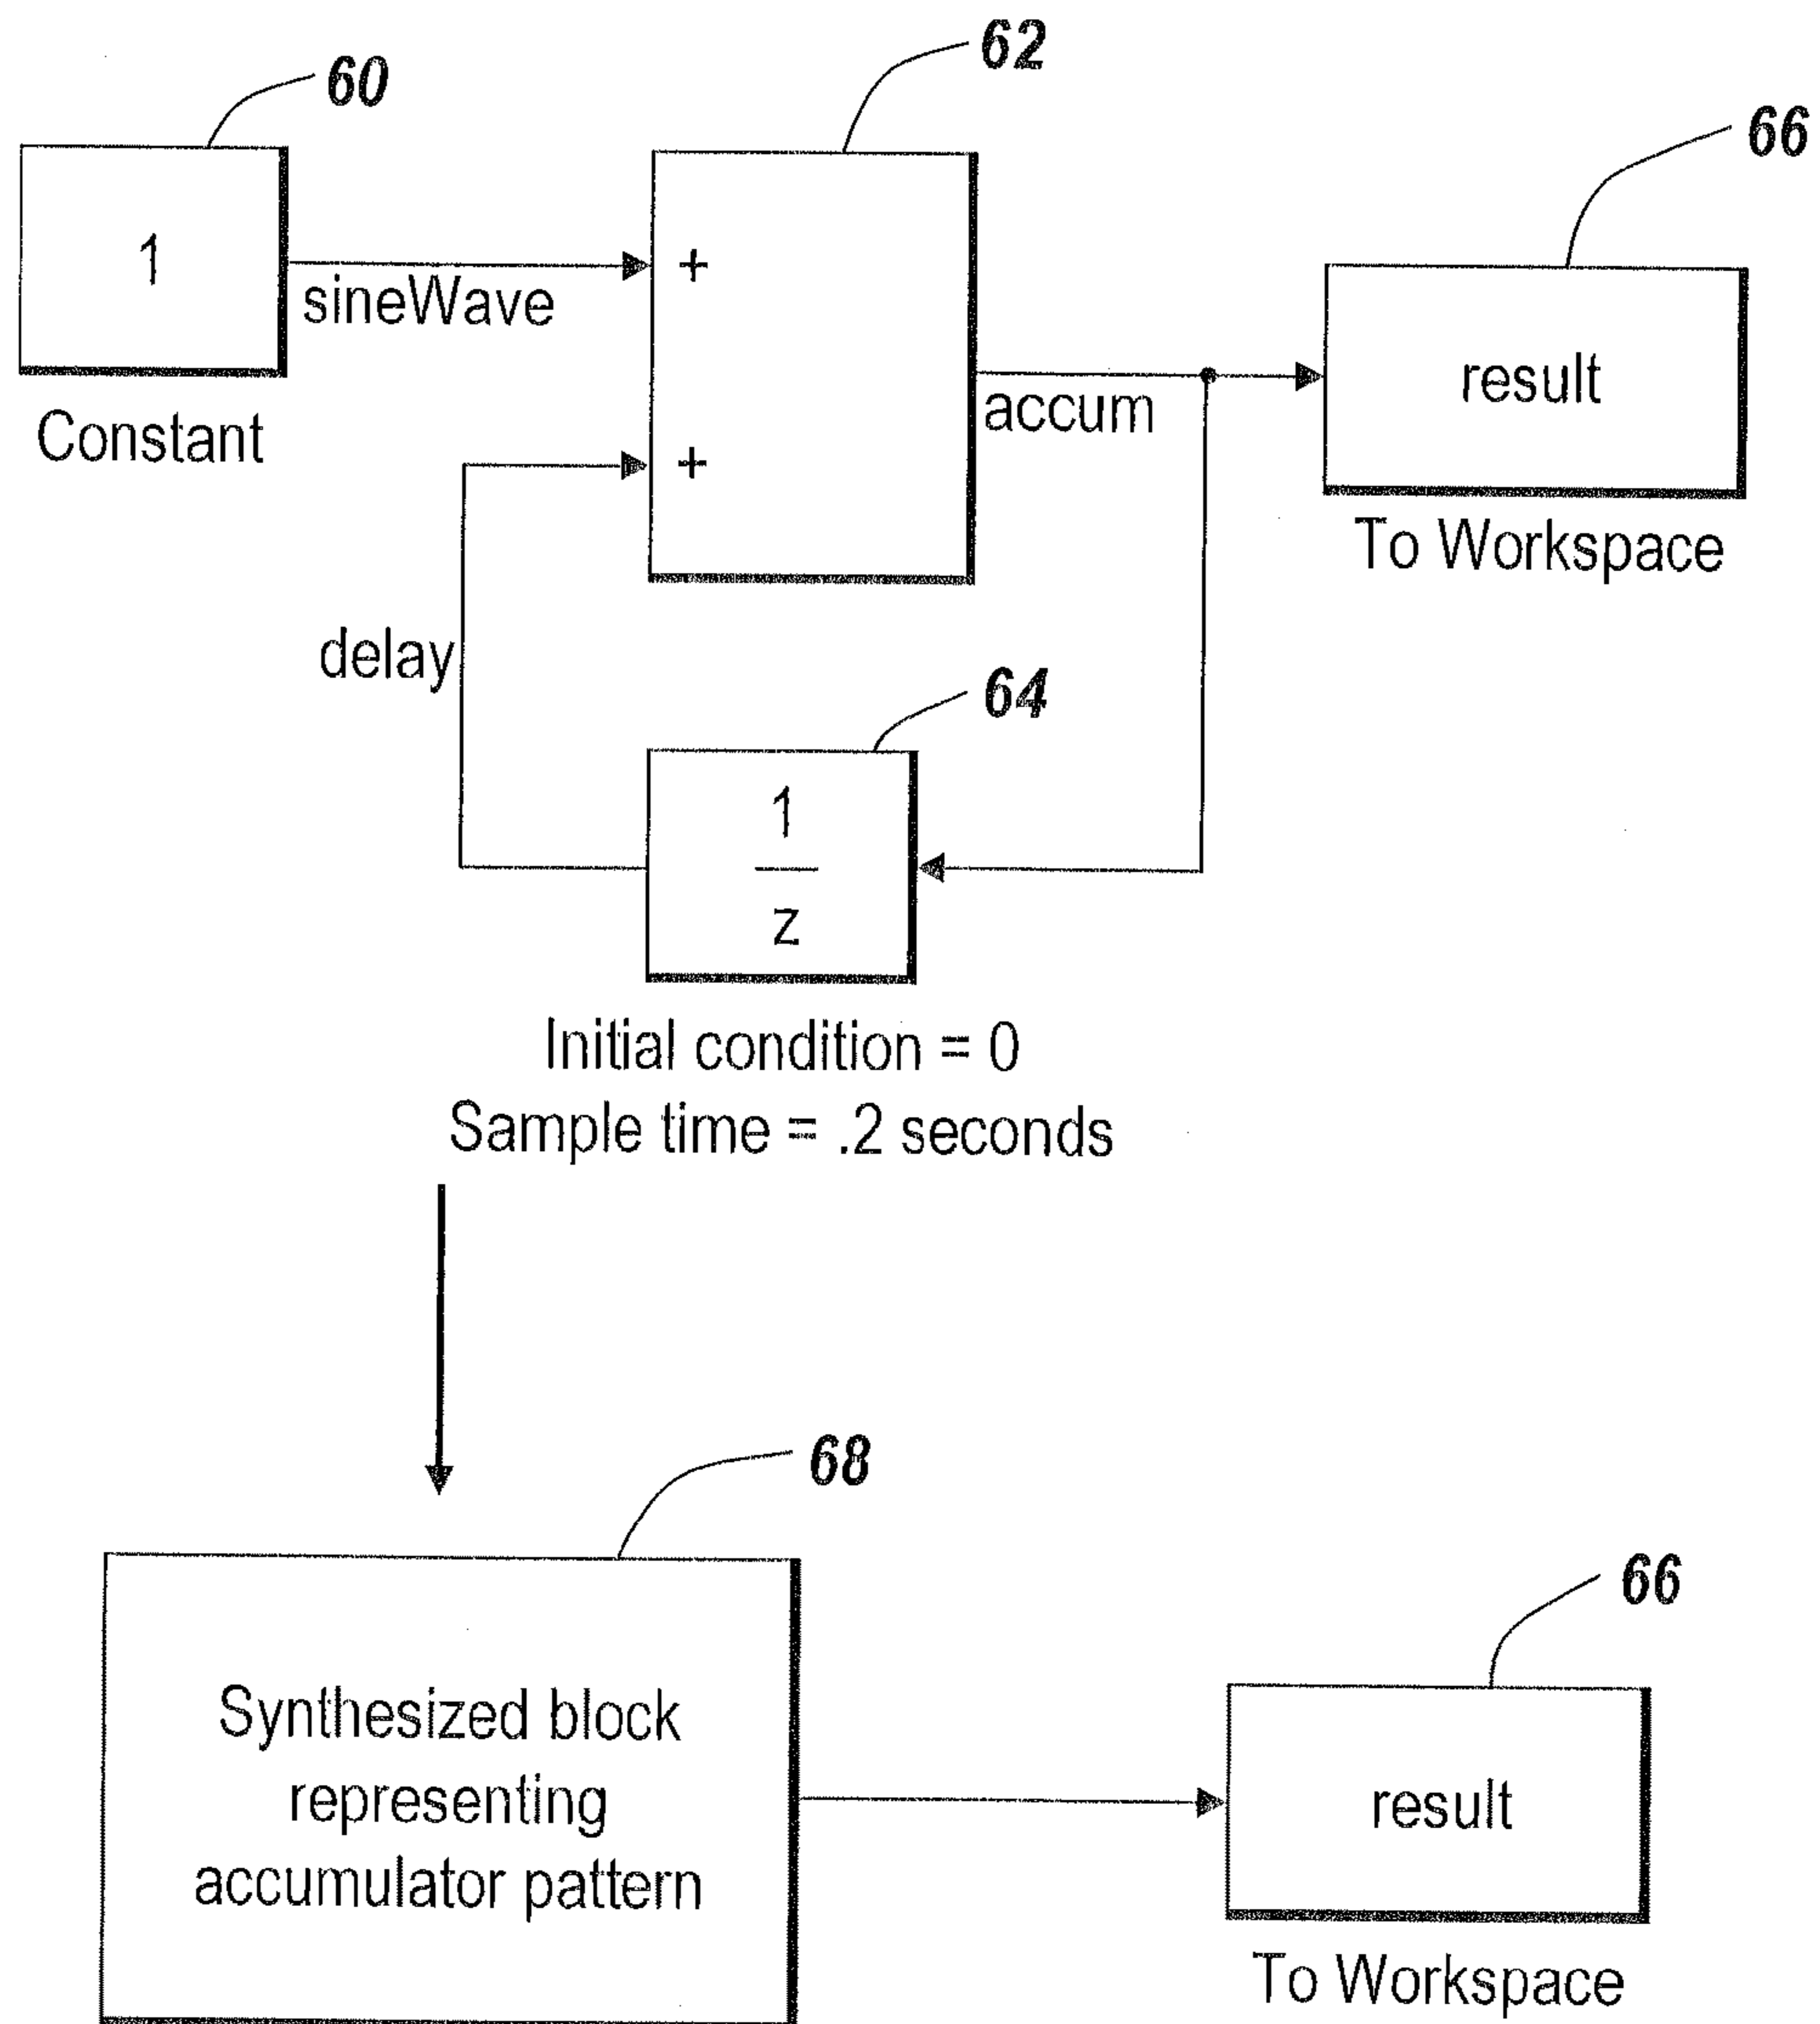 60
62
66
1
sineWave
+
+
Constant
accum
result
To Workspace
delay
64
1
z
Initial condition = 0
Sample time = .2 seconds
68
66
Synthesized block
representing
accumulator pattern
result
To Workspace